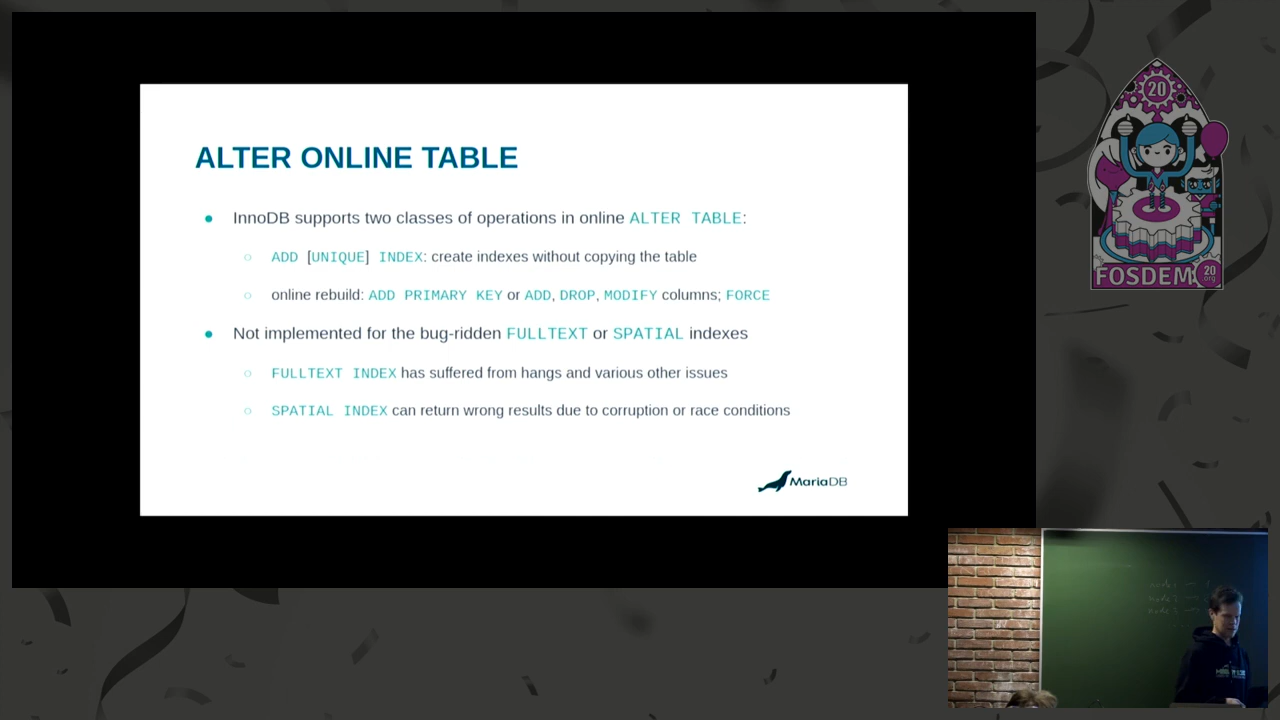 ALTER ONLINE TABLE
● InnoDB supports two classes of operations in online ALTER TABLE:
○ ADD [UNIQUE] INDEX: create indexes without copying the table
○ online rebuild: ADD PRIMARY KEY or ADD, DROP, MODIFY columns; FORCE
● Not implemented for the bug-ridden FULLTEXT or SPATIAL indexes
○ FULLTEXT INDEX has suffered from hangs and various other issues
○ SPATIAL INDEX can return wrong results due to corruption or race conditions
MariaDB
20
FOSDEM
20
org